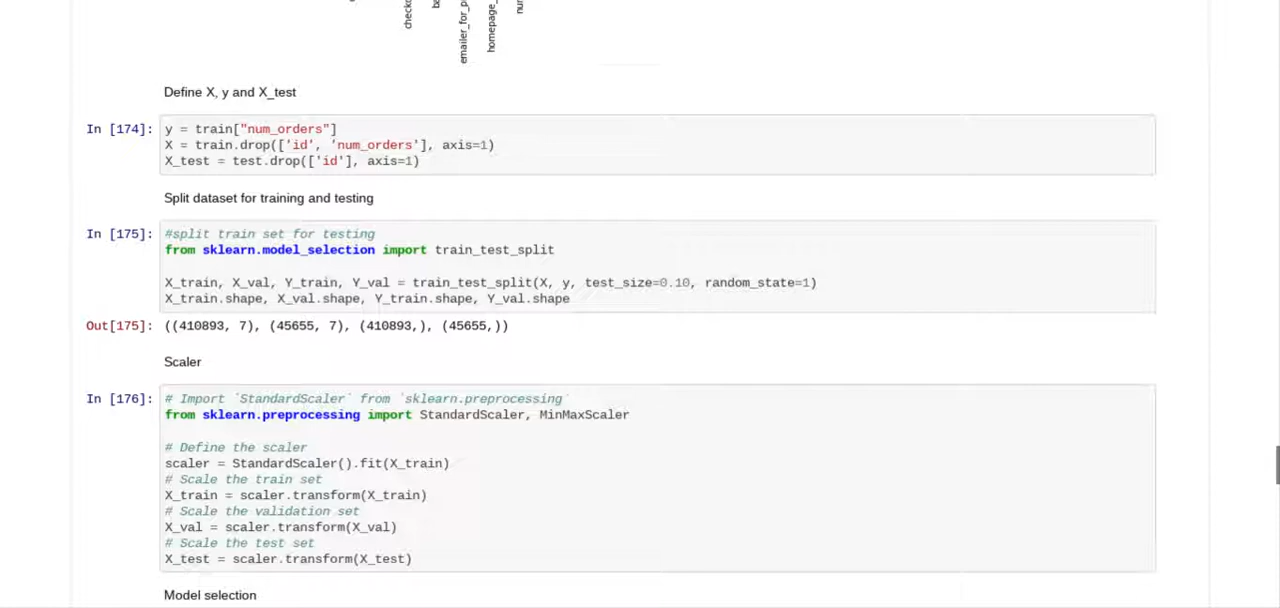 emailer_for_p
homepage_
Define X, y and X_test
In [174]:
y = train["num_orders"]
X = train.drop(['id', 'num_orders'], axis=1)
X_test = test.drop(['id'], axis=1)
Split dataset for training and testing
In [175]:
#split train set for testing
from sklearn.model_selection import train_test_split
X_train, X_val, Y_train, Y_val = train_test_split(X, y, test_size=0.10, random_state=1)
X_train.shape, X_val.shape, Y_train.shape, Y_val.shape
Out[175]: ((410893, 7), (45655, 7), (410893,), (45655,))
Scaler
In [176]:
# Import `StandardScaler` from `sklearn.preprocessing`
from sklearn.preprocessing import StandardScaler, MinMaxScaler
# Define the scaler
scaler = StandardScaler().fit(X_train)
# Scale the train set
X_train = scaler.transform(X_train)
# Scale the validation set
X_val = scaler.transform(X_val)
# Scale the test set
X_test = scaler.transform(X_test)
Model selection